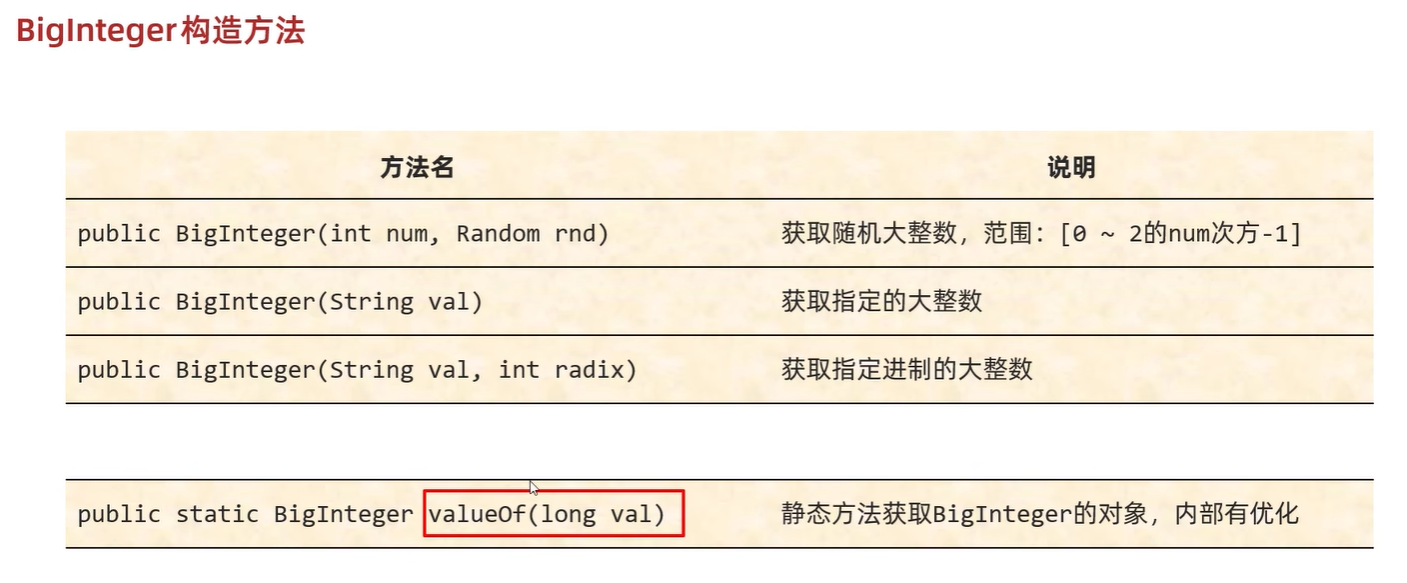 BigInteger构造方法
方法名 说明
public BigInteger(int num, Random rnd) 获取随机大整数，范围：[0 ~ 2的num次方-1]
public BigInteger(String val) 获取指定的大整数
public BigInteger(String val, int radix) 获取指定进制的大整数
public static BigInteger valueOf(long val) 静态方法获取BigInteger的对象，内部有优化